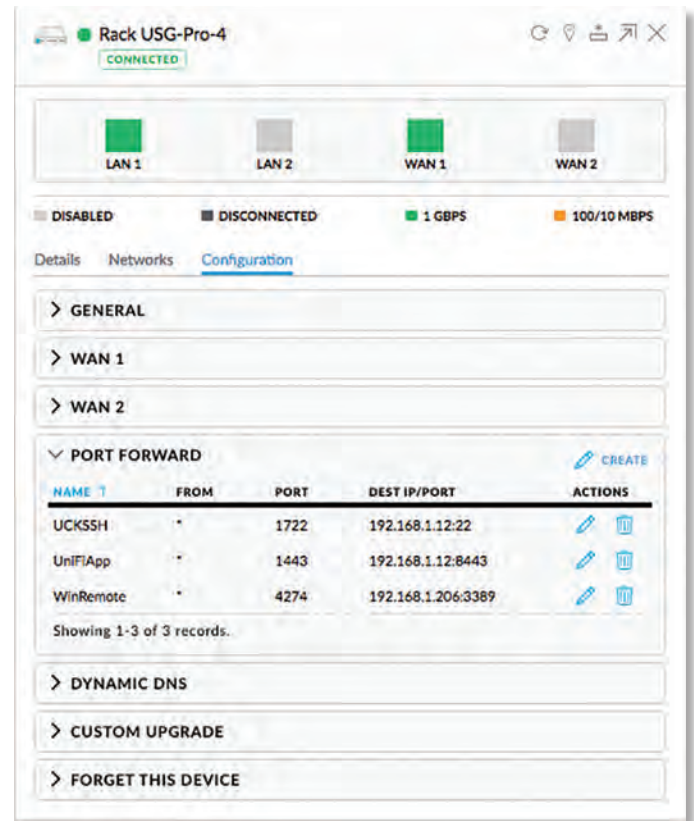 Rack USG-Pro-4
CONNECTED
LAN 1 LAN 2 WAN 1 WAN 2
DISABLED DISCONNECTED 1 GBPS 100/10 MBPS
Details Networks Configuration
> GENERAL
> WAN 1
> WAN 2
PORT FORWARD CREATE
NAME ↑ FROM PORT DEST IP/PORT ACTIONS
UCKSSH * 1722 192.168.1.12:22
UniFiApp * 1443 192.168.1.12:8443
WinRemote * 4274 192.168.1.206:3389
Showing 1-3 of 3 records.
> DYNAMIC DNS
> CUSTOM UPGRADE
> FORGET THIS DEVICE